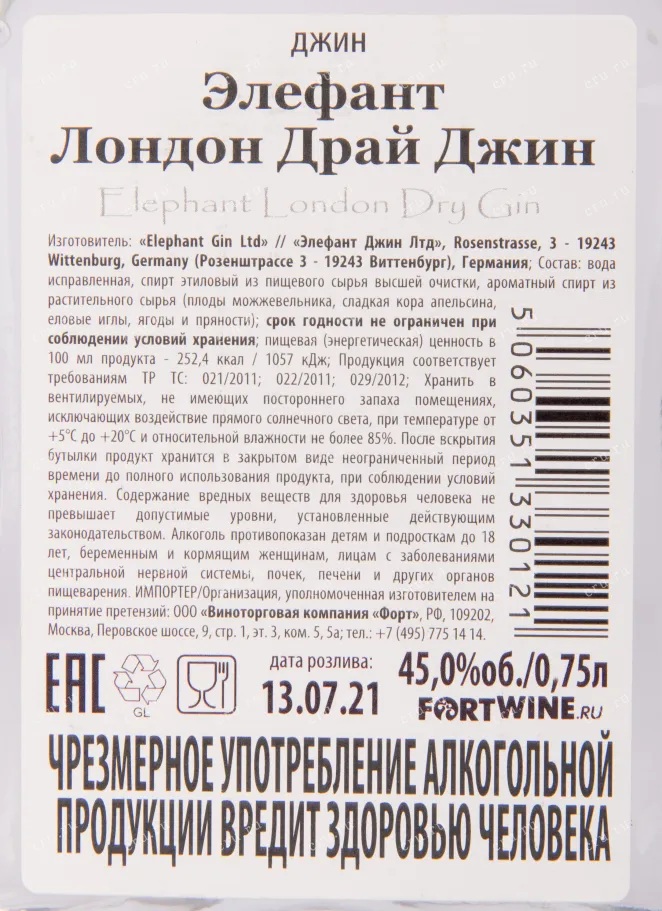 ДЖИН
Элефант
Лондон Драй Джин
Elephant London Dry Gin
Изготовитель: «Elephant Gin Ltd» // «Элефант Джин Лтд», Rosenstrasse, 3 - 19243
Wittenburg, Germany (Розенштрассе 3 - 19243 Виттенбург), Германия; Состав: вода
исправленная, спирт этиловый из пищевого сырья высшей очистки, ароматный спирт из
растительного сырья (плоды можжевельника, сладкая кора апельсина,
еловые иглы, ягоды и пряности); срок годности не ограничен при
соблюдении условий хранения; пищевая (энергетическая) ценность в
100 мл продукта - 252,4 ккал / 1057 кДж; Продукция соответствует
требованиям ТР ТС: 021/2011; 022/2011; 029/2012; Хранить в
вентилируемых, не имеющих постороннего запаха помещениях,
исключающих воздействие прямого солнечного света, при температуре от
+5°С до +20°С и относительной влажности не более 85%. После вскрытия
бутылки продукт хранится в закрытом виде неограниченный период
времени до полного использования продукта, при соблюдении условий
хранения. Содержание вредных веществ для здоровья человека не
превышает допустимые уровни, установленные действующим
законодательством. Алкоголь противопоказан детям и подросткам до 18
лет, беременным и кормящим женщинам, лицам с заболеваниями
центральной нервной системы, почек, печени и других органов
пищеварения. ИМПОРТЕР/Организация, уполномоченная изготовителем на
принятие претензий: ООО «Виноторговая компания «Форт», РФ, 109202,
Москва, Перовское шоссе, 9, стр. 1, эт. 3, ком. 5, 5а; тел.: +7 (495) 775 14 14.
5 060351 330121
EAC
GL
дата розлива:
13.07.21
45,0%об./0,75л
FORTWINE.RU
ЧРЕЗМЕРНОЕ УПОТРЕБЛЕНИЕ АЛКОГОЛЬНОЙ
ПРОДУКЦИИ ВРЕДИТ ЗДОРОВЬЮ ЧЕЛОВЕКА
cru.ru